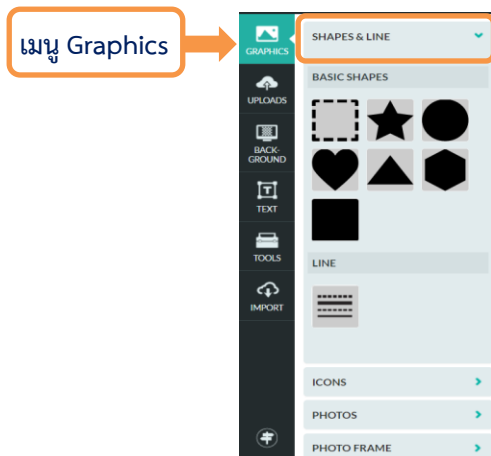 เมนู Graphics
GRAPHICS
UPLOADS
BACK-
GROUND
TEXT
TOOLS
IMPORT
SHAPES & LINE
BASIC SHAPES
LINE
ICONS
PHOTOS
PHOTO FRAME